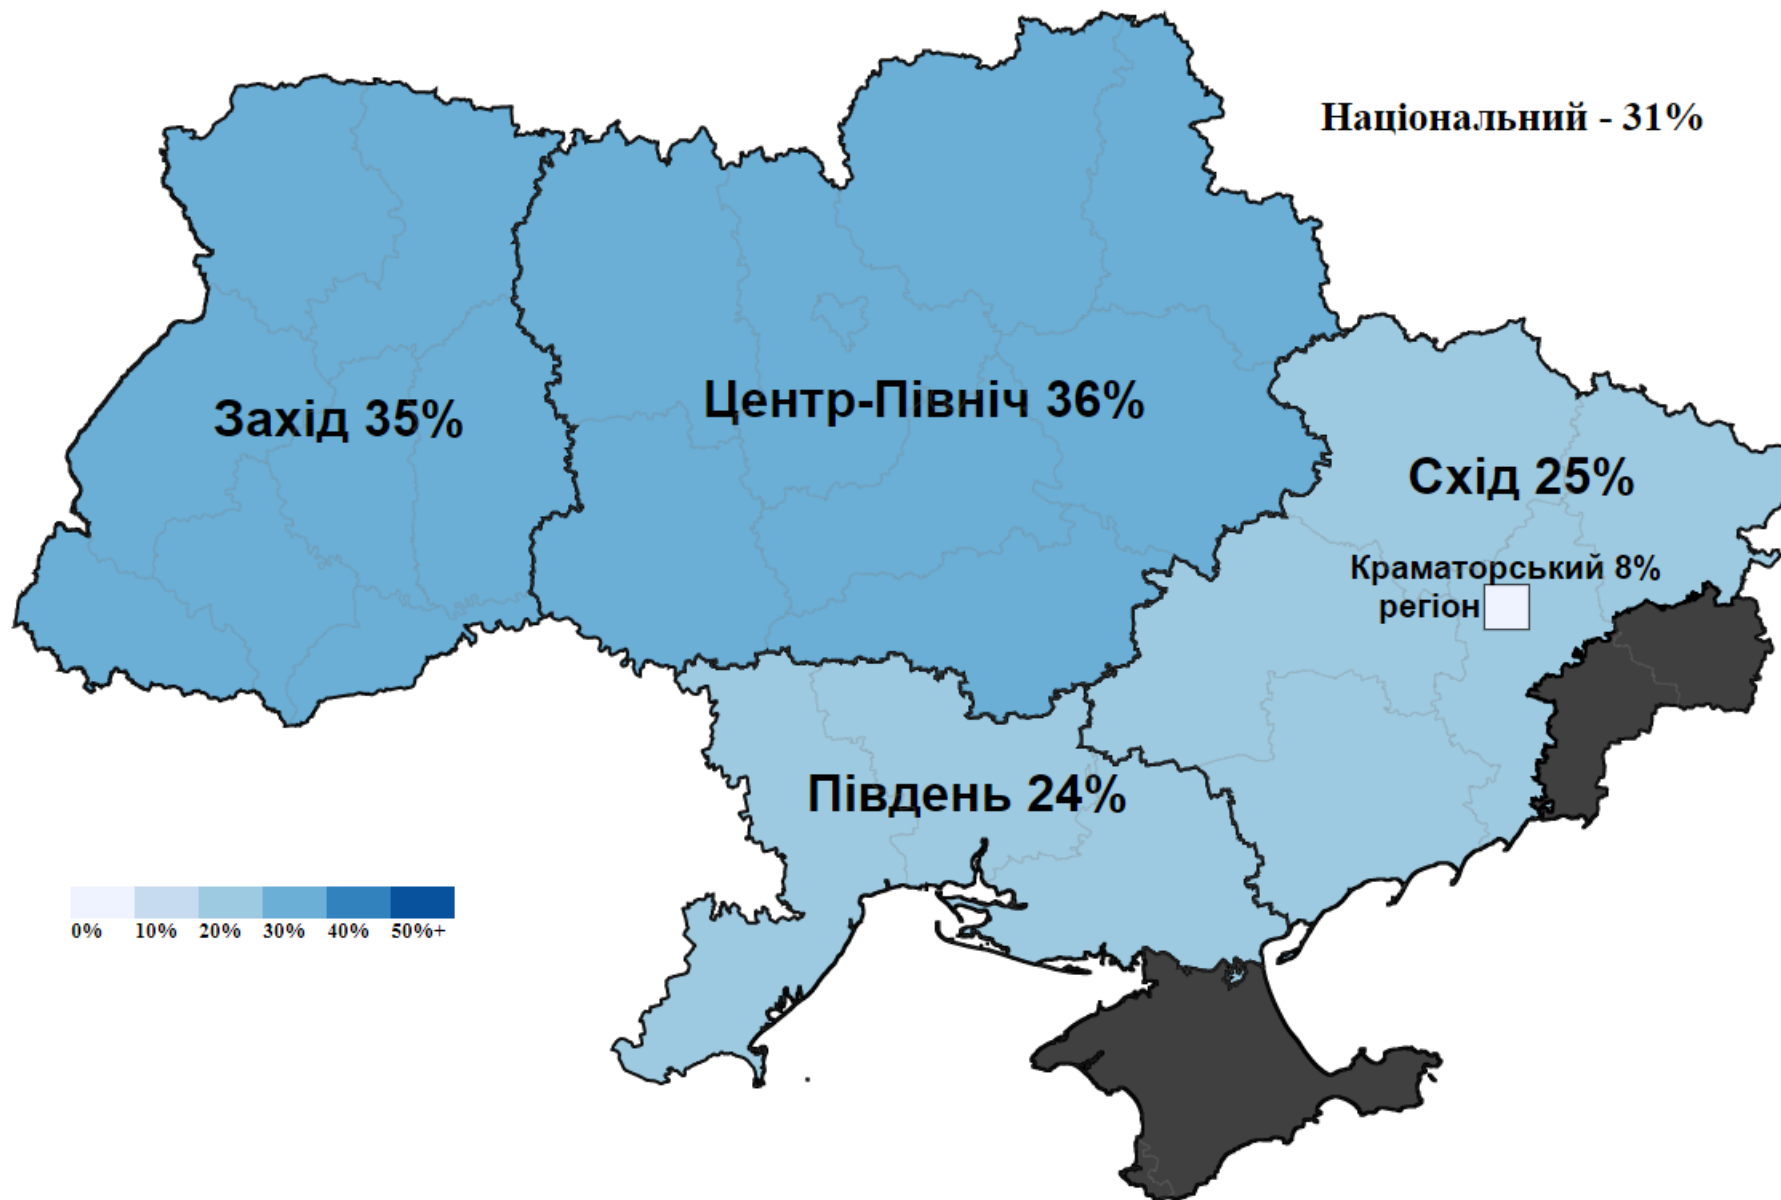 Національний - 31%
Захід 35%
Центр-Північ 36%
Схід 25%
Краматорський 8%
регіон
Південь 24%
0% 10% 20% 30% 40% 50%+